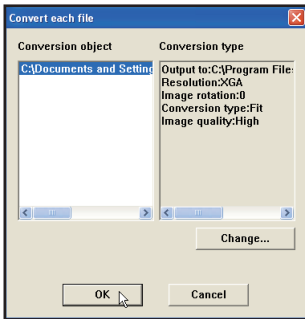 Convert each file
Conversion object
Conversion type
C:\Documents and Setting
Output to:C:\Program Files
Resolution:XGA
Image rotation:0
Conversion type:Fit
Image quality:High
Change...
OK
Cancel